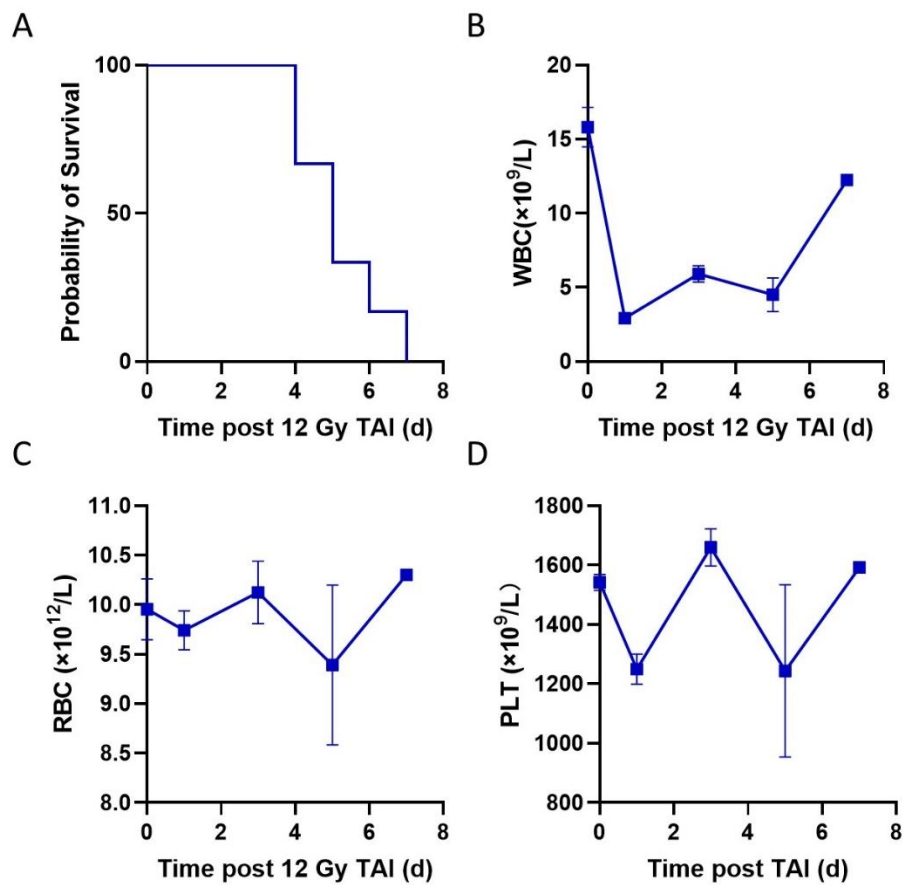 A
Probability of Survival
100
50
0
0 2 4 6 8
Time post 12 Gy TAI (d)
B
WBC(×10⁹/L)
20
15
10
5
0
0 2 4 6 8
Time post 12 Gy TAI (d)
C
RBC (×10¹²/L)
11.0
10.5
10.0
9.5
9.0
8.5
8.0
0 2 4 6 8
Time post 12 Gy TAI (d)
D
PLT (×10⁹/L)
1800
1600
1400
1200
1000
800
0 2 4 6 8
Time post TAI (d)